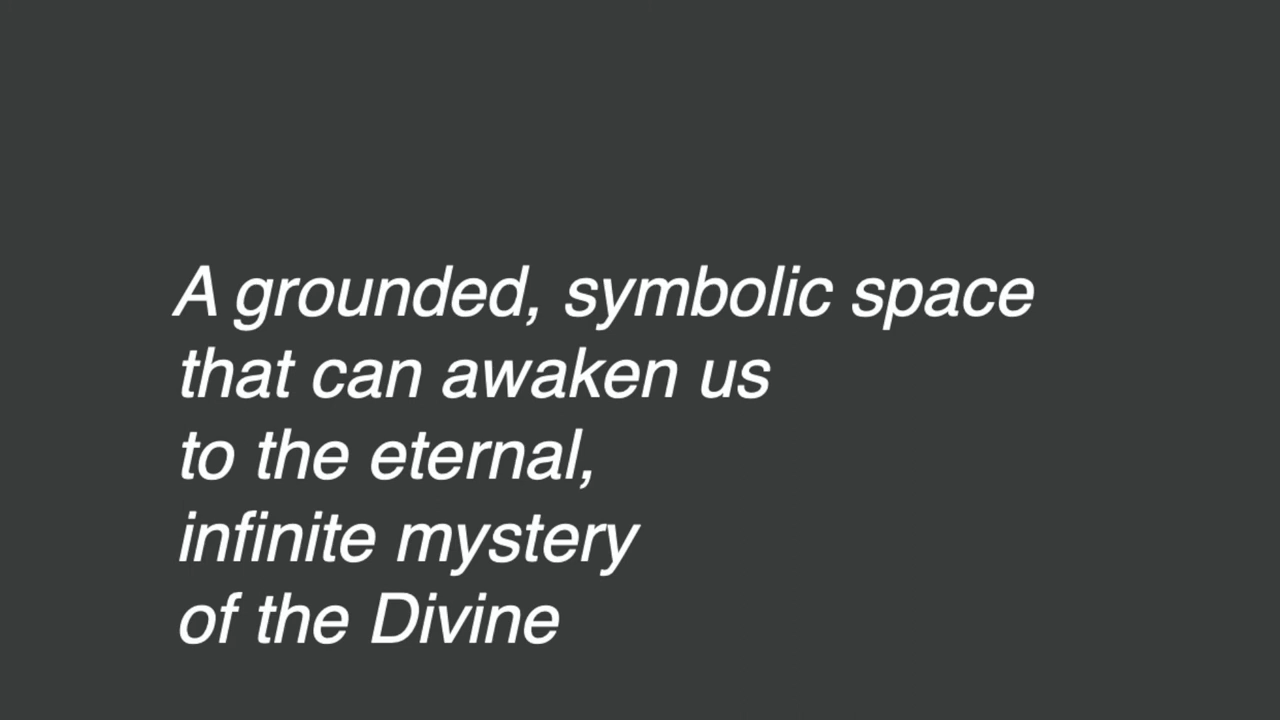 A grounded, symbolic space
that can awaken us
to the eternal,
infinite mystery
of the Divine